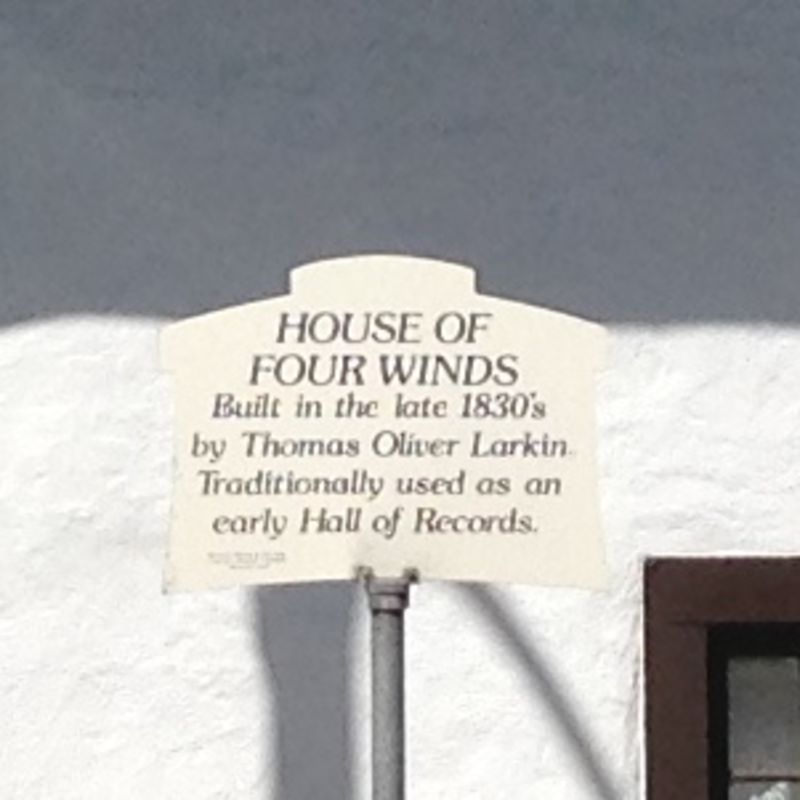 HOUSE OF
FOUR WINDS
Built in the late 1830's
by Thomas Oliver Larkin.
Traditionally used as an
early Hall of Records.